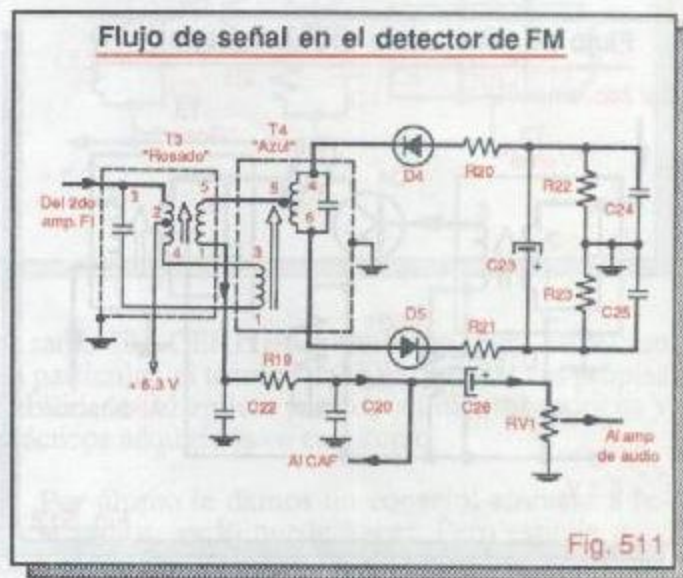 Flujo de señal en el detector de FM
T3
"Rosado"
T4
"Azul"
Del 2do
amp. FI
3
2
4
5
1
3
1
5
4
6
D4
R20
R22
C24
C23
+
R23
C25
D5
R21
+ 6.3 V
R19
C22
C20
+
C26
RV1
Al CAF
Al amp
de audio
Fig. 511